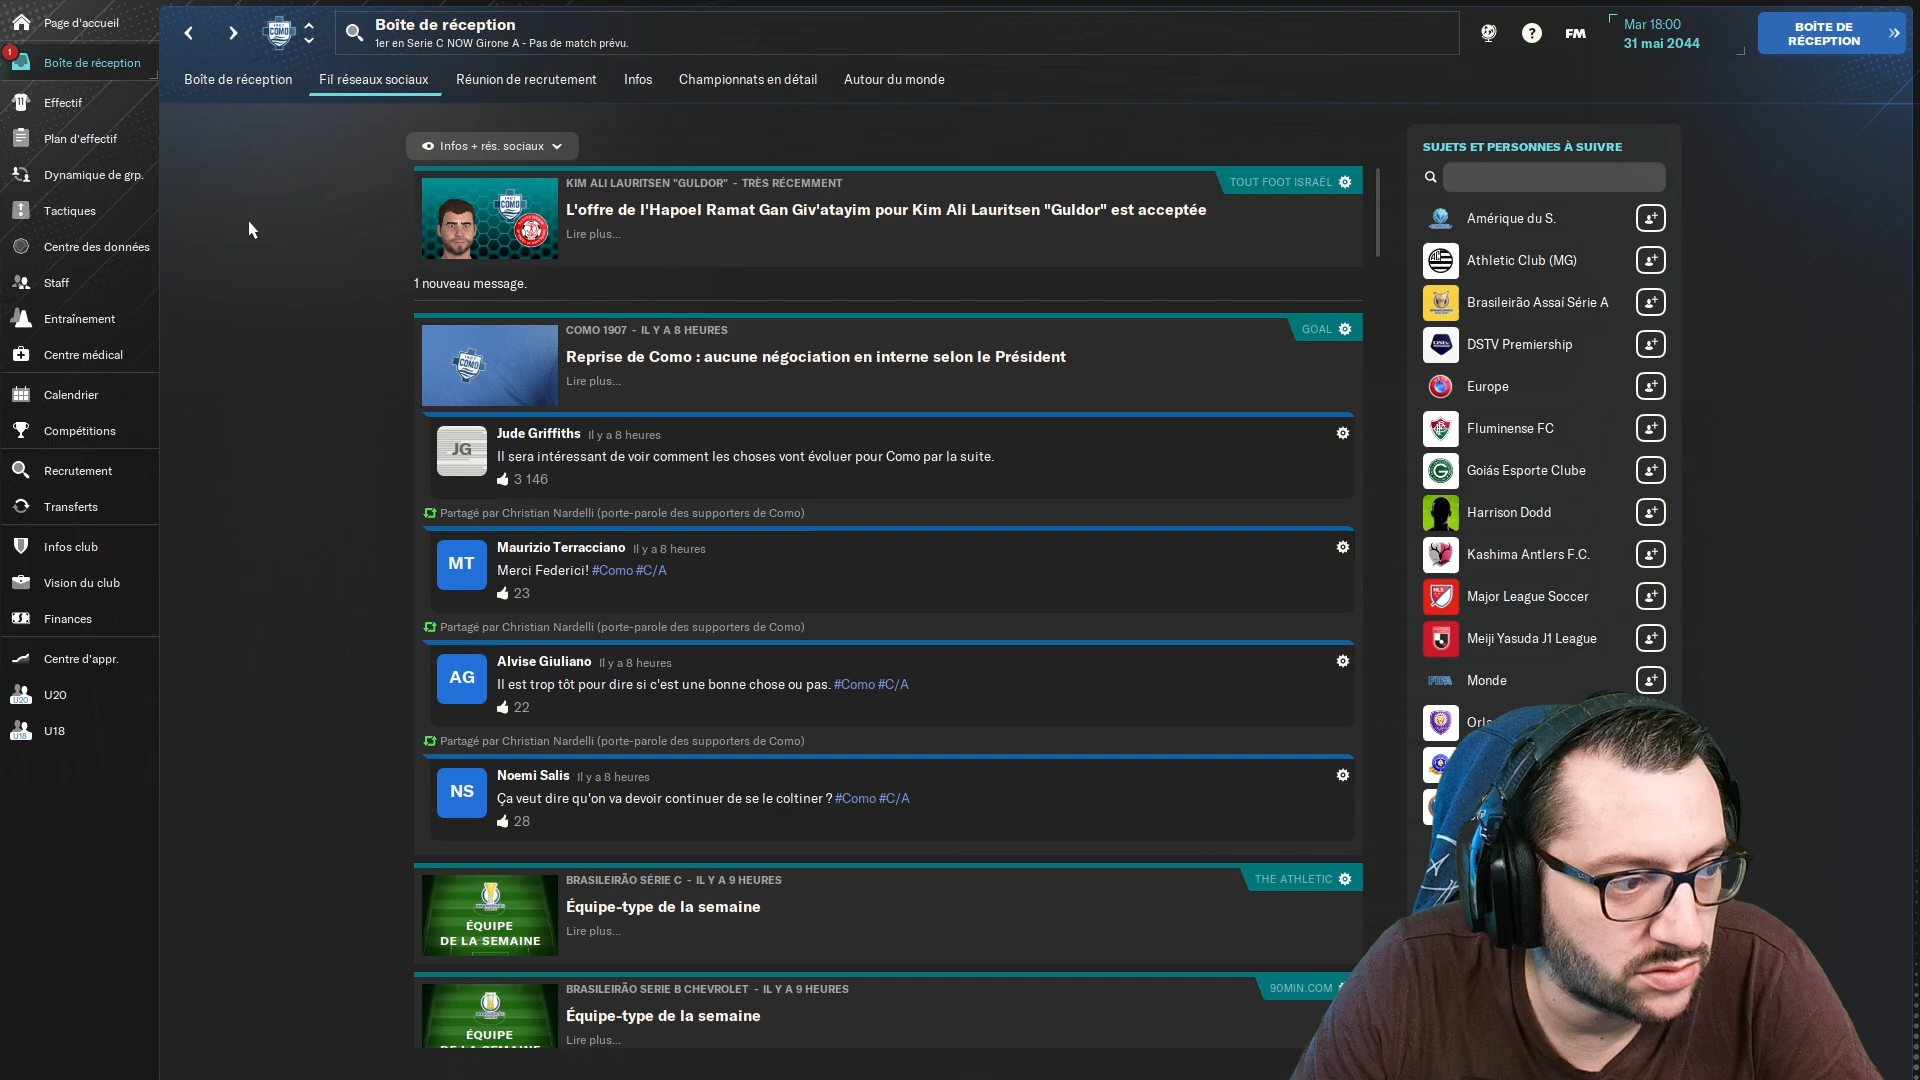 Page d'accueil
1
Boîte de réception
Effectif
Plan d'effectif
Dynamique de grp.
Tactiques
Centre des données
Staff
Entraînement
Centre médical
Calendrier
Compétitions
Recrutement
Transferts
Infos club
Vision du club
Finances
Centre d'appr.
U20
U18
COMO
Boîte de réception
1er en Serie C NOW Girone A - Pas de match prévu.
FM
Mar 18:00
31 mai 2044
BOÎTE DE
RÉCEPTION
Boîte de réception
Fil réseaux sociaux
Réunion de recrutement
Infos
Championnats en détail
Autour du monde
Infos + rés. sociaux
KIM ALI LAURITSEN "GULDOR" - TRÈS RÉCEMMENT
TOUT FOOT ISRAËL
L'offre de l'Hapoel Ramat Gan Giv'atayim pour Kim Ali Lauritsen "Guldor" est acceptée
Lire plus...
1 nouveau message.
COMO 1907 - IL Y A 8 HEURES
GOAL
Reprise de Como : aucune négociation en interne selon le Président
Lire plus...
JG
Jude Griffiths Il y a 8 heures
Il sera intéressant de voir comment les choses vont évoluer pour Como par la suite.
3 146
Partagé par Christian Nardelli (porte-parole des supporters de Como)
MT
Maurizio Terracciano Il y a 8 heures
Merci Federici! #Como #C/A
23
Partagé par Christian Nardelli (porte-parole des supporters de Como)
AG
Alvise Giuliano Il y a 8 heures
Il est trop tôt pour dire si c'est une bonne chose ou pas. #Como #C/A
22
Partagé par Christian Nardelli (porte-parole des supporters de Como)
NS
Noemi Salis Il y a 8 heures
Ça veut dire qu'on va devoir continuer de se le coltiner ? #Como #C/A
28
BRASILEIRÃO SÉRIE C - IL Y A 9 HEURES
THE ATHLETIC
Équipe-type de la semaine
Lire plus...
ÉQUIPE
DE LA SEMAINE
BRASILEIRÃO SERIE B CHEVROLET - IL Y A 9 HEURES
90MIN.COM
Équipe-type de la semaine
Lire plus...
ÉQUIPE
DE LA SEMAINE
SUJETS ET PERSONNES À SUIVRE
Amérique du S.
Athletic Club (MG)
Brasileirão Assaí Série A
DSTV Premiership
Europe
Fluminense FC
Goiás Esporte Clube
Harrison Dodd
Kashima Antlers F.C.
Major League Soccer
Meiji Yasuda J1 League
FIFA
Monde